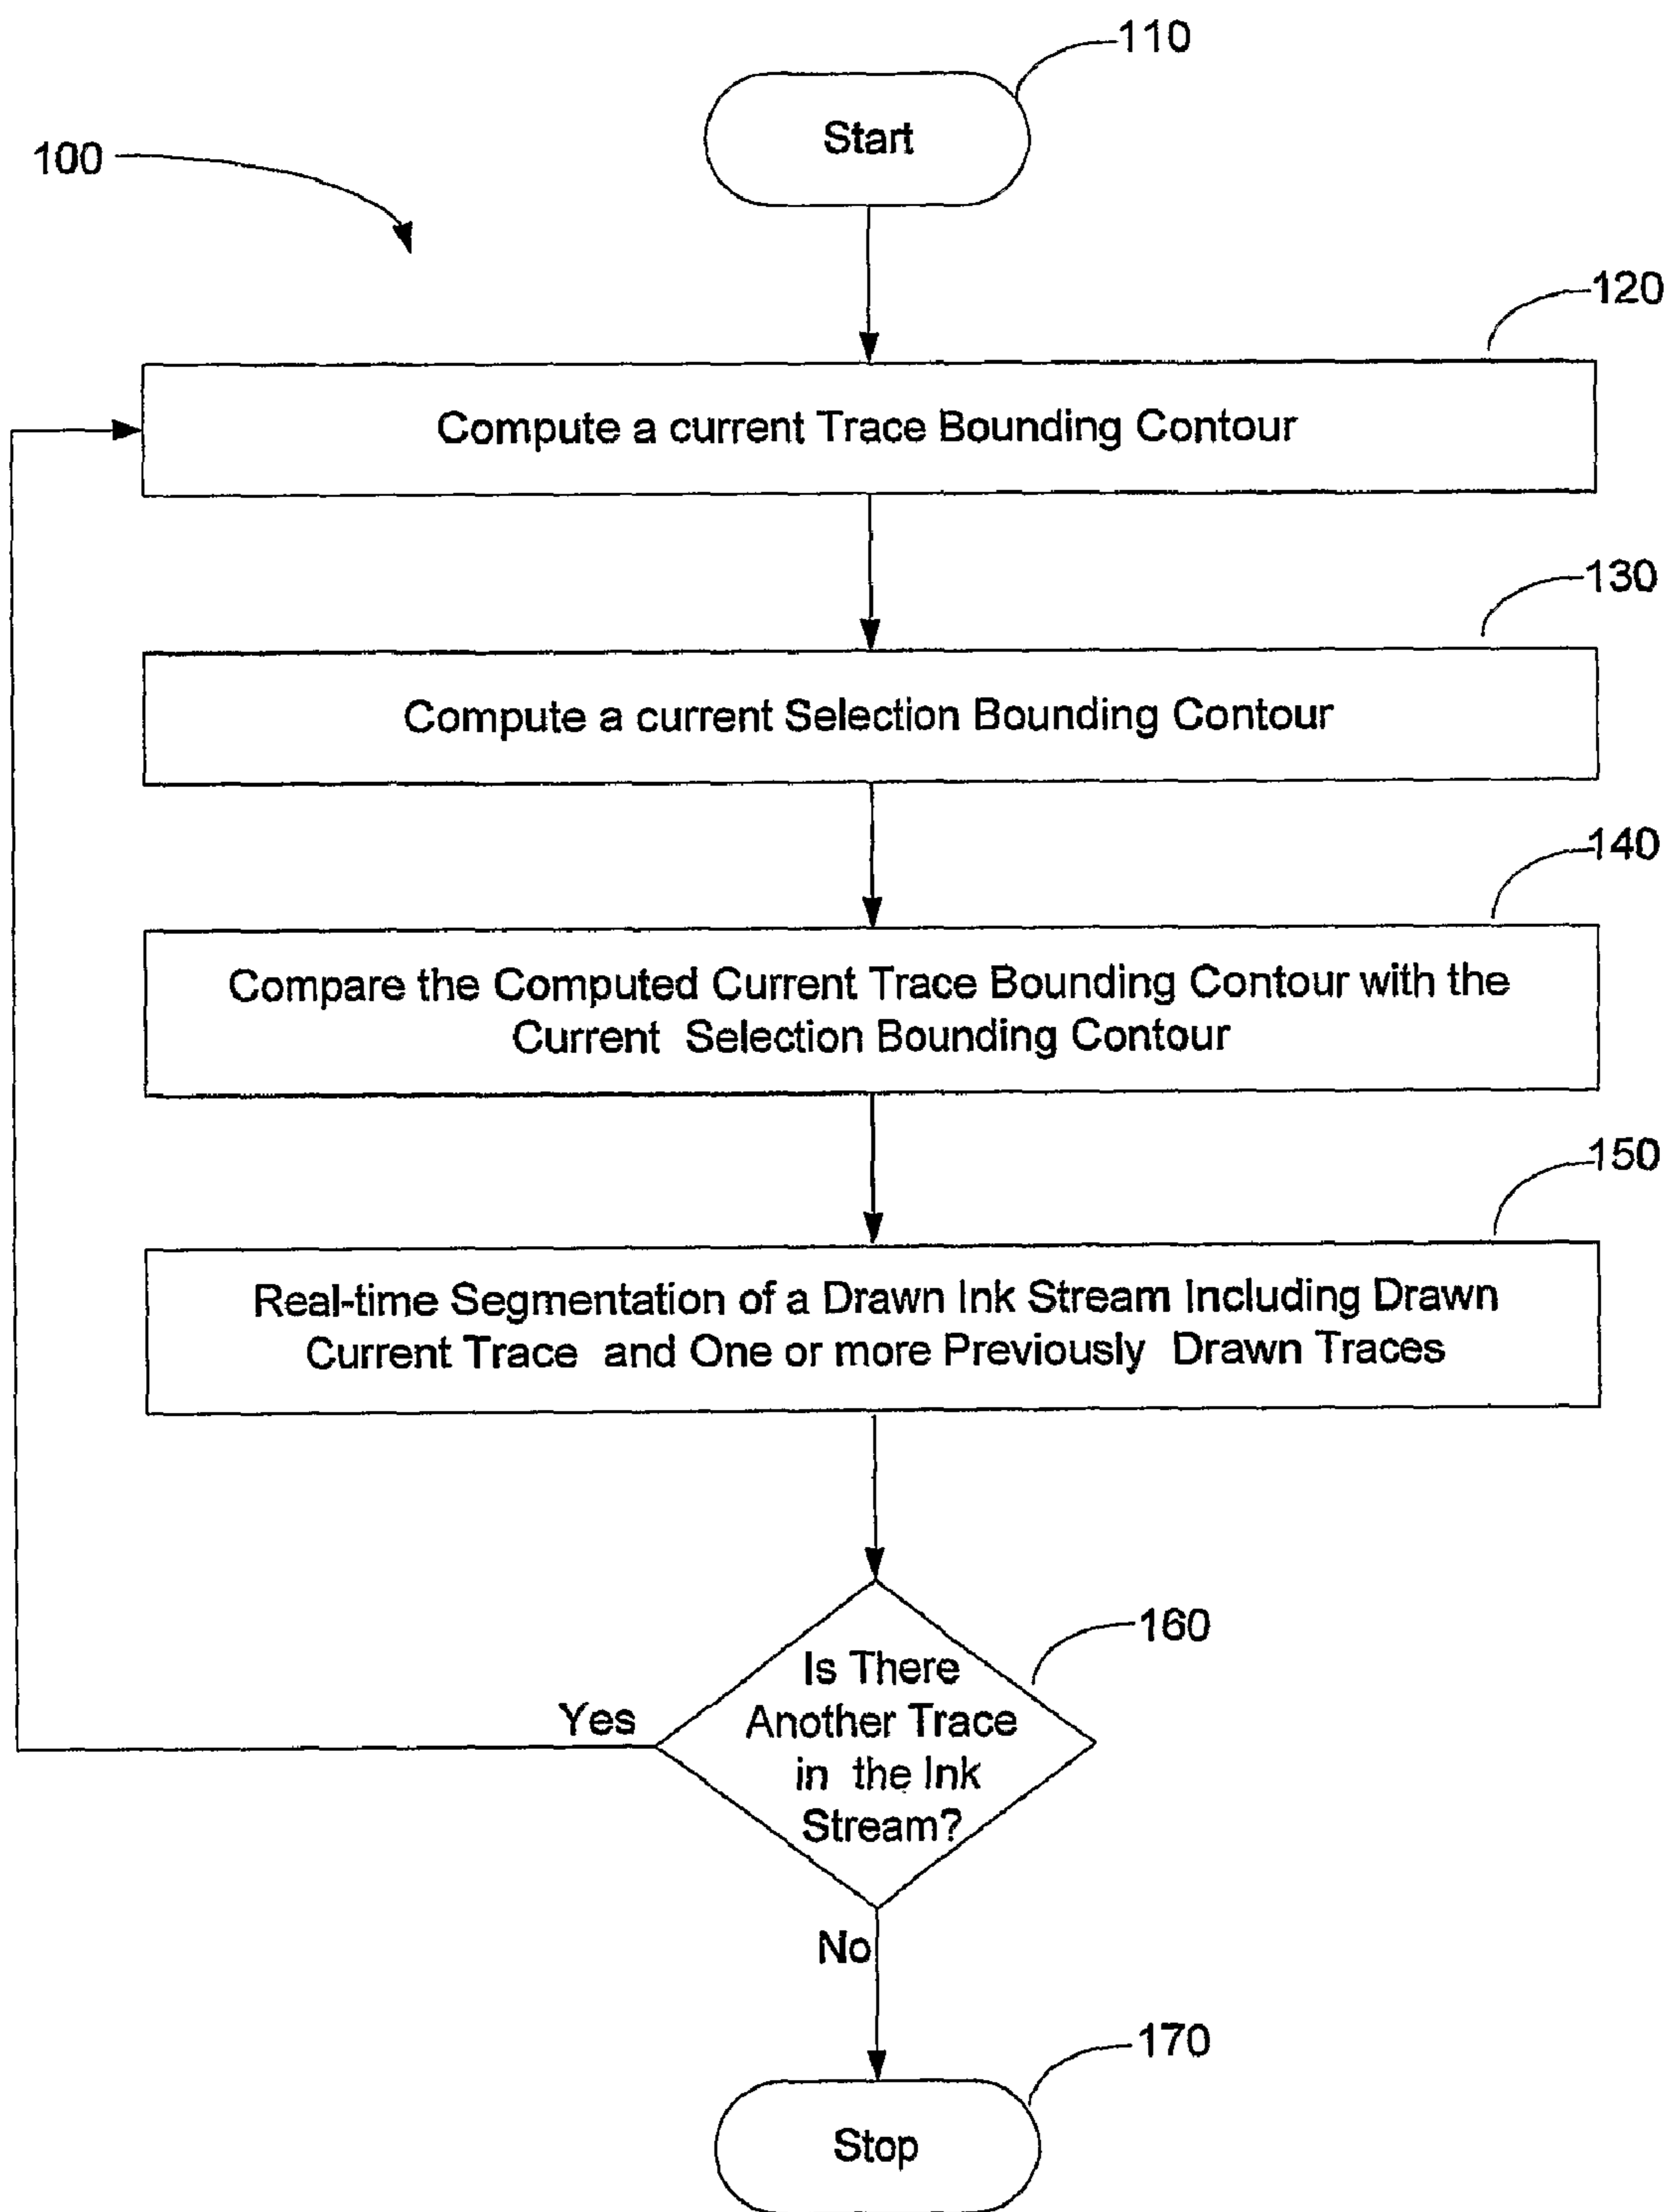 110
Start
100
120
Compute a current Trace Bounding Contour
130
Compute a current Selection Bounding Contour
140
Compare the Computed Current Trace Bounding Contour with the
Current Selection Bounding Contour
150
Real-time Segmentation of a Drawn Ink Stream Including Drawn
Current Trace and One or more Previously Drawn Traces
160
Is There
Another Trace
in the Ink
Stream?
Yes
No
170
Stop